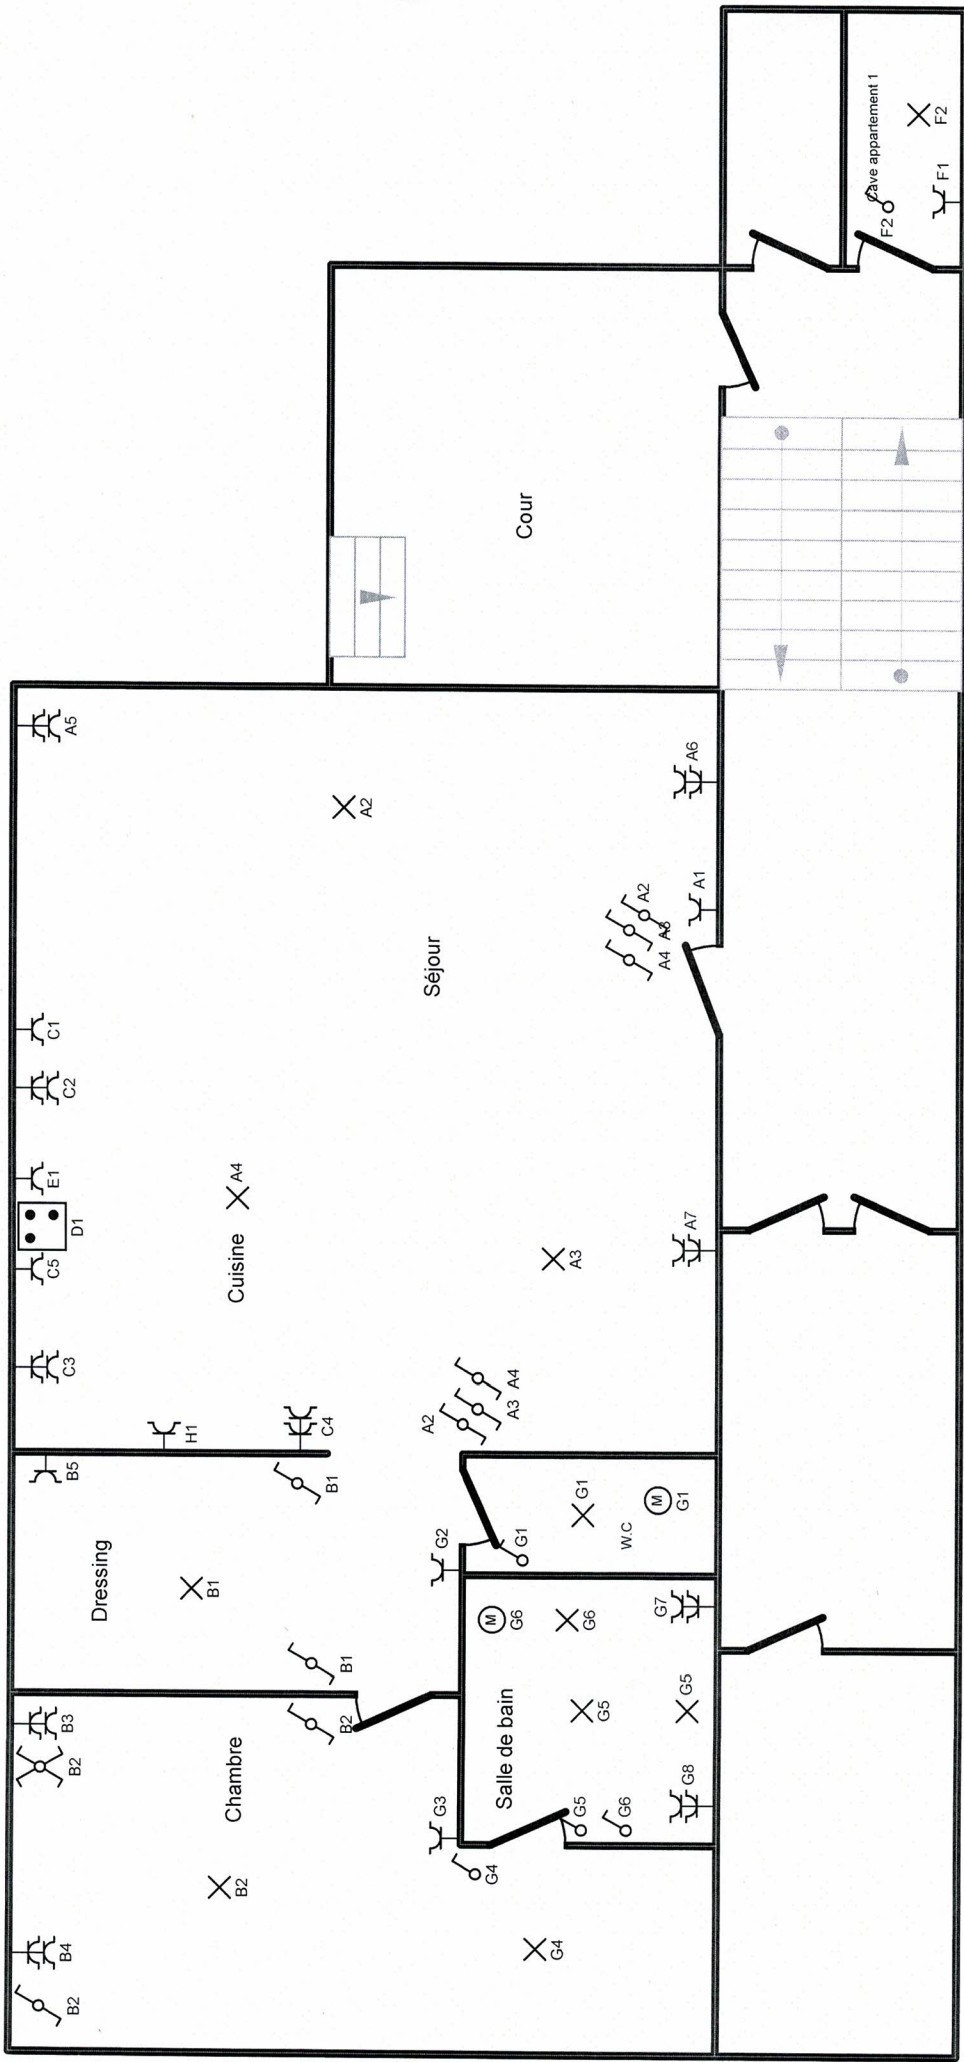 A5
A2
A6
A2
A3
A4
A1
Séjour
C1
C2
E1
D1
C5
C3
A4
Cuisine
A3
A7
H1
C4
A2
A3
A4
B5
B1
Dressing
B1
B1
G2
G1
G1
W.C
M
G1
M
G6
G6
G7
Salle de bain
G5
G5
G8
G5
G6
G3
G4
G4
B3
B2
B2
Chambre
B2
B4
B2
Cour
Cave appartement 1
F2
F2
F1